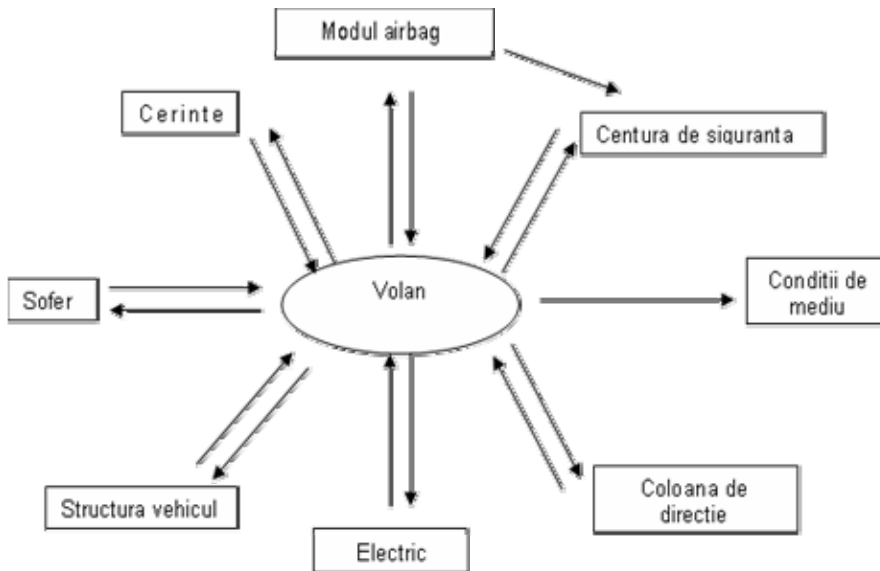 Modul airbag
Cerinte
Centura de siguranta
Volan
Sofer
Conditii de
mediu
Structura vehicul
Coloana de
directie
Electric